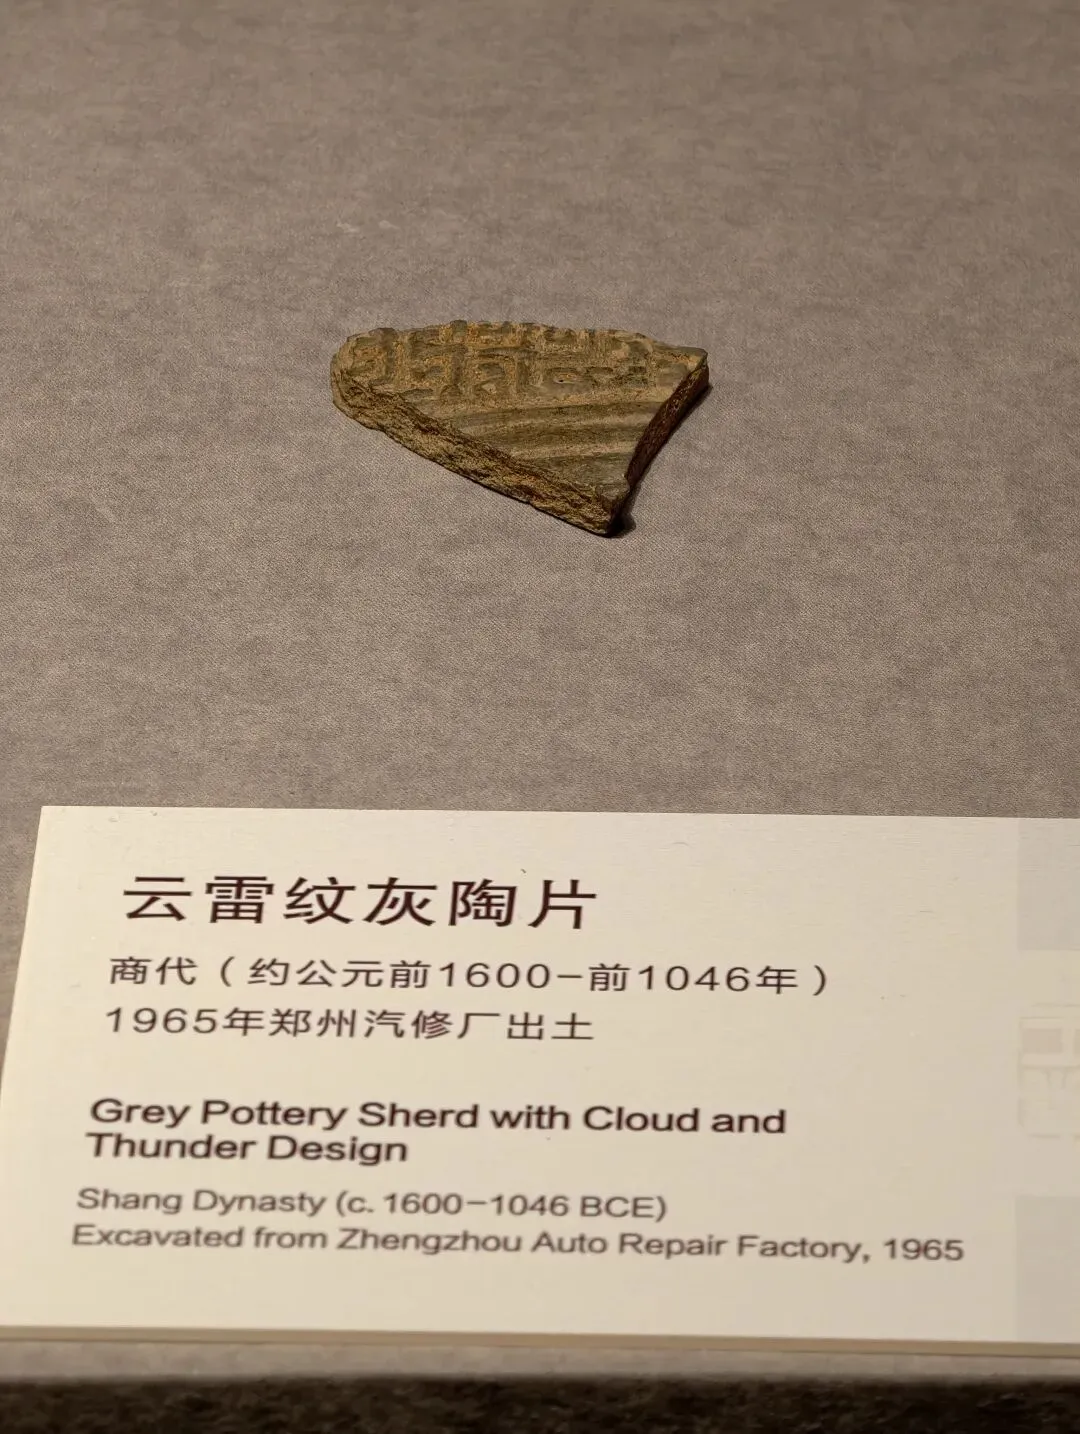 云雷纹灰陶片
商代（约公元前1600-前1046年）
1965年郑州汽修厂出土
Grey Pottery Sherd with Cloud and
Thunder Design
Shang Dynasty (c. 1600-1046 BCE)
Excavated from Zhengzhou Auto Repair Factory, 1965